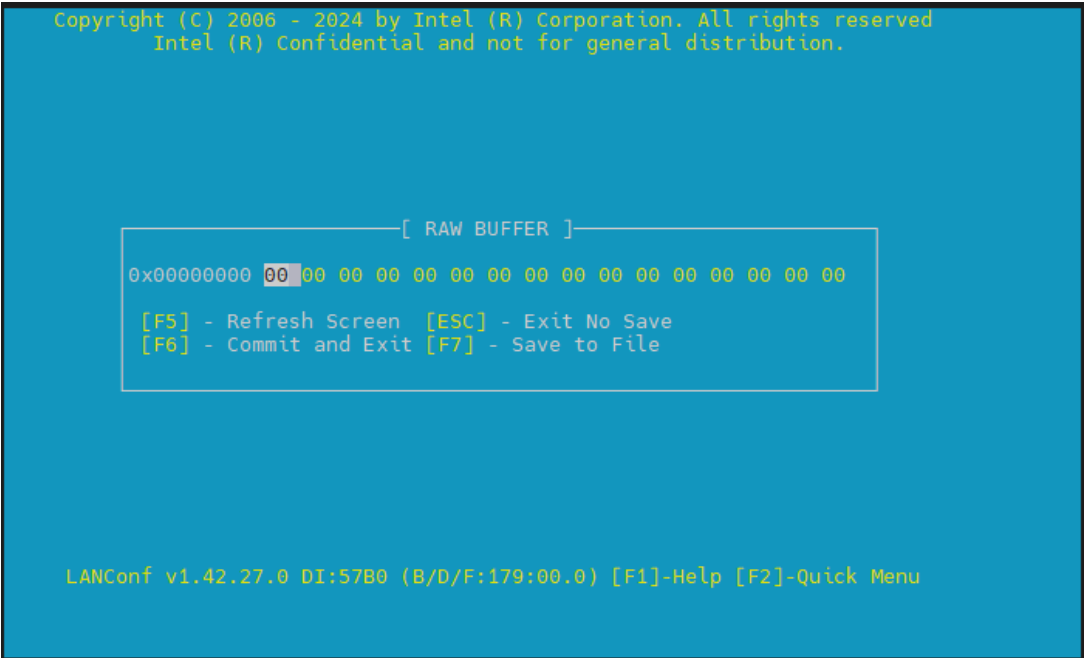 Copyright (C) 2006 - 2024 by Intel (R) Corporation. All rights reserved
Intel (R) Confidential and not for general distribution.
[ RAW BUFFER ]
0x00000000 00 00 00 00 00 00 00 00 00 00 00 00 00 00 00 00
[F5] - Refresh Screen [ESC] - Exit No Save
[F6] - Commit and Exit [F7] - Save to File
LANConf v1.42.27.0 DI:57B0 (B/D/F:179:00.0) [F1]-Help [F2]-Quick Menu